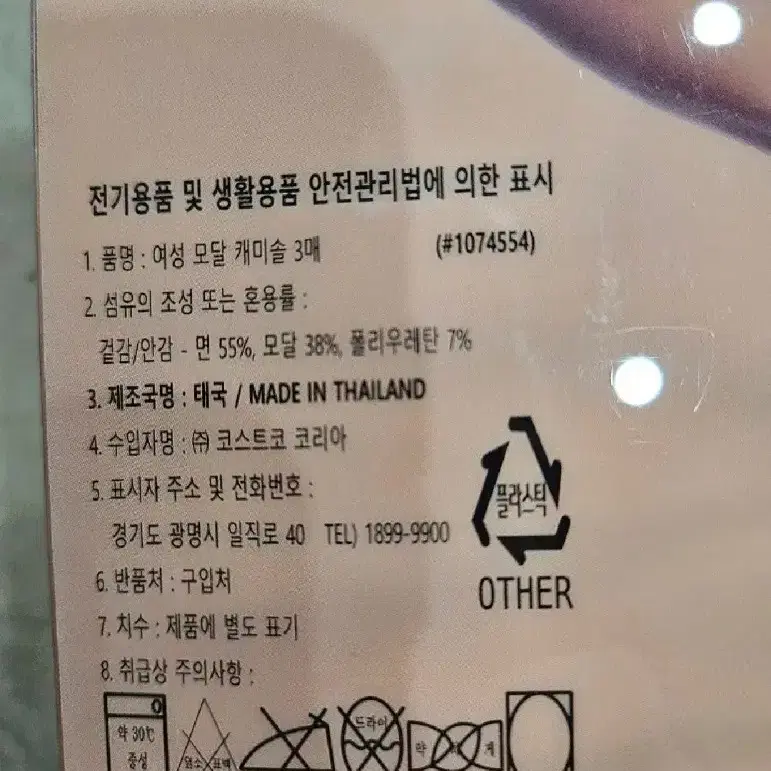 전기용품 및 생활용품 안전관리법에 의한 표시
1. 품명 : 여성 모달 캐미솔 3매 (#1074554)
2. 섬유의 조성 또는 혼용률 :
겉감/안감 - 면 55%, 모달 38%, 폴리우레탄 7%
3. 제조국명 : 태국 / MADE IN THAILAND
4. 수입자명 : ㈜ 코스트코 코리아
5. 표시자 주소 및 전화번호 :
경기도 광명시 일직로 40 TEL) 1899-9900
플라스틱
OTHER
6. 반품처 : 구입처
7. 치수 : 제품에 별도 표기
8. 취급상 주의사항 :
약 30℃
중성
염소 표백
드라이
약 하 게